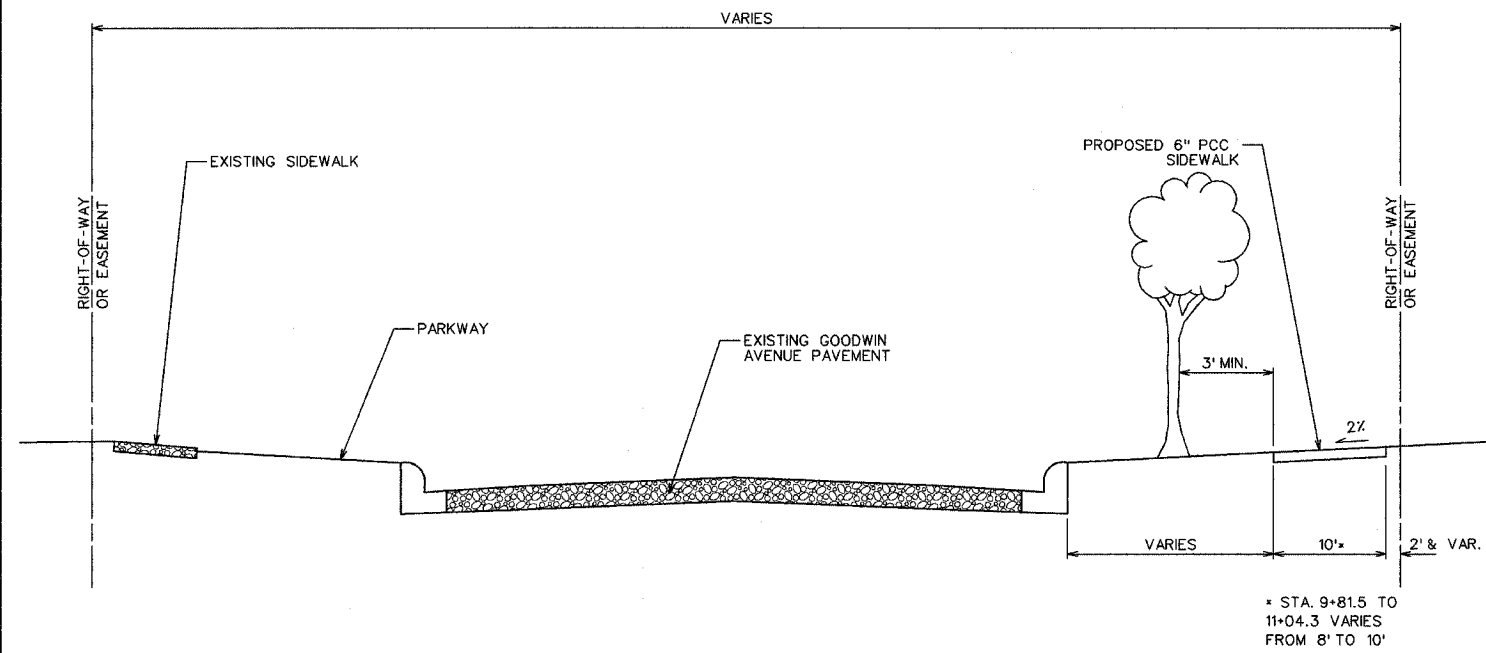 VARIES
EXISTING SIDEWALK
PROPOSED 6" PCC
SIDEWALK
RIGHT-OF-WAY
OR EASEMENT
RIGHT-OF-WAY
OR EASEMENT
PARKWAY
EXISTING GOODWIN
AVENUE PAVEMENT
3' MIN.
2%
VARIES
10'*
2' & VAR.
* STA. 9+81.5 TO
11+04.3 VARIES
FROM 8' TO 10'